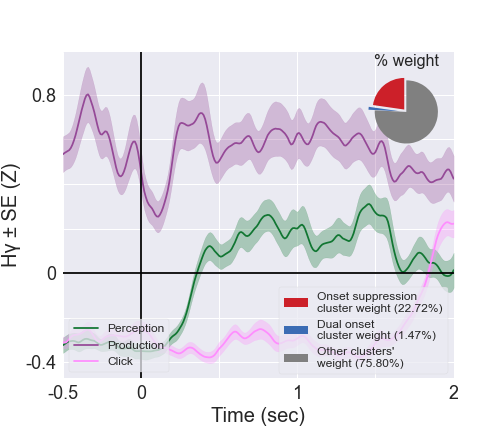 % weight
0.8
0
-0.4
Hγ ± SE (Z)
Perception
Production
Click
Onset suppression
cluster weight (22.72%)
Dual onset
cluster weight (1.47%)
Other clusters'
weight (75.80%)
-0.5
0
1
2
Time (sec)